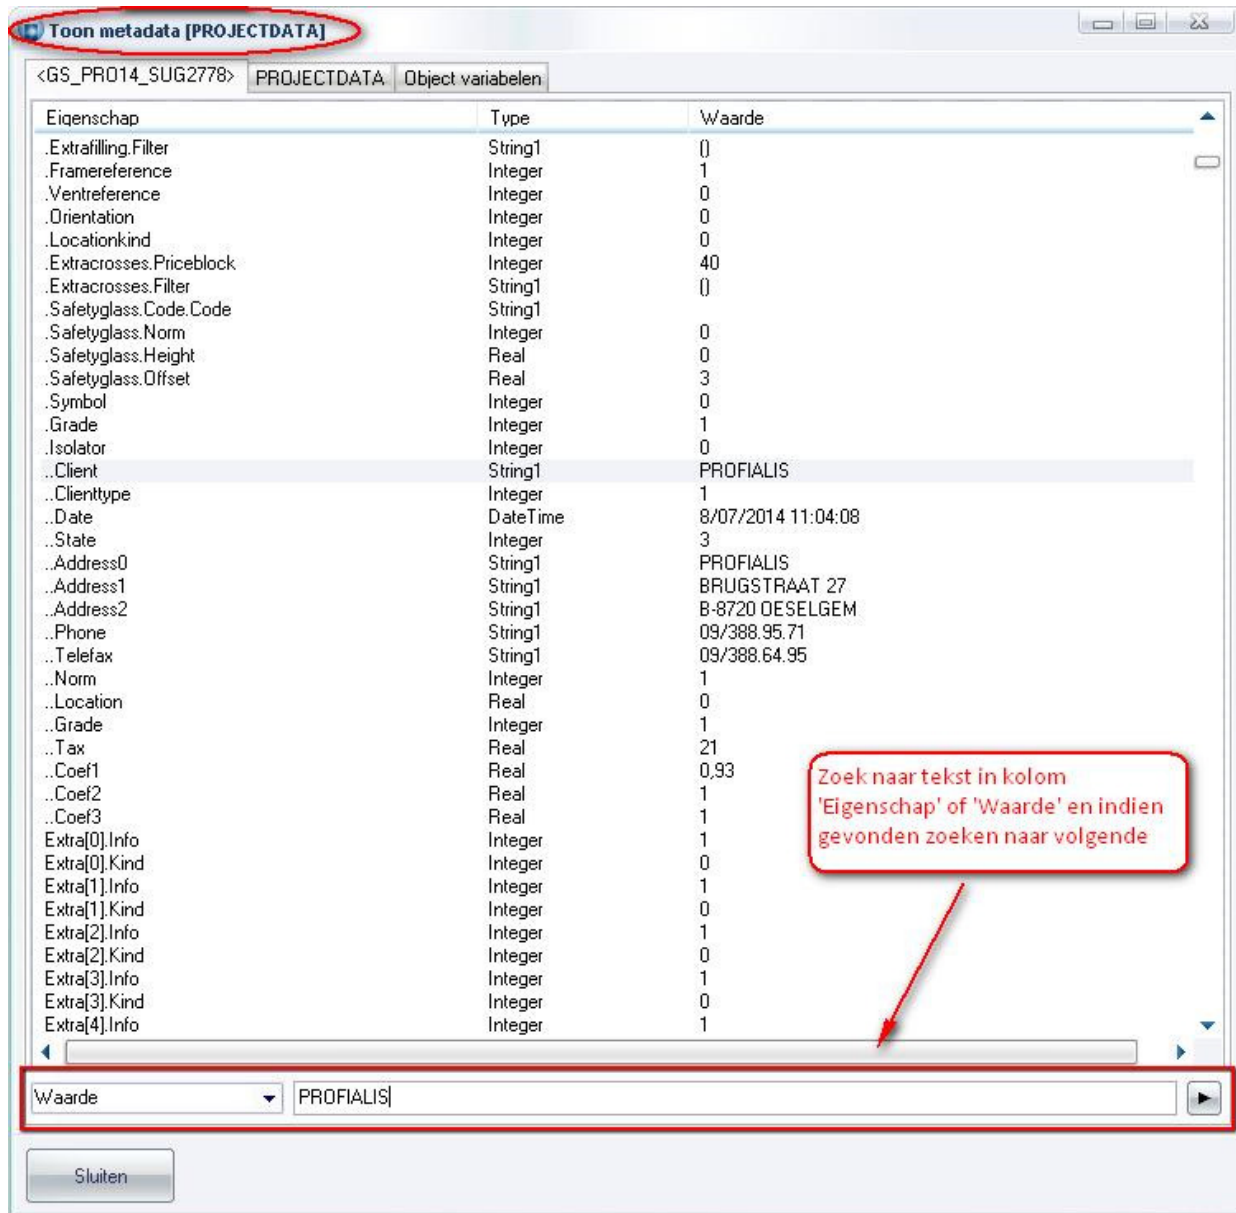 Toon metadata [PROJECTDATA]
<GS_PRO14_SUG2778> PROJECTDATA Object variabelen
Eigenschap Type Waarde
.Extrafilling.Filter String1 ()
.Framereference Integer 1
.Ventreference Integer 0
.Orientation Integer 0
.Locationkind Integer 0
.Extracrosses.Priceblock Integer 40
.Extracrosses.Filter String1 ()
.Safetyglass.Code.Code String1
.Safetyglass.Norm Integer 0
.Safetyglass.Height Real 0
.Safetyglass.Offset Real 3
.Symbol Integer 0
.Grade Integer 1
.Isolator Integer 0
..Client String1 PROFIALIS
..Clienttype Integer 1
..Date DateTime 8/07/2014 11:04:08
..State Integer 3
..Address0 String1 PROFIALIS
..Address1 String1 BRUGSTRAAT 27
..Address2 String1 B-8720 OESELGEM
..Phone String1 09/388.95.71
..Telefax String1 09/388.64.95
..Norm Integer 1
..Location Real 0
..Grade Integer 1
..Tax Real 21
..Coef1 Real 0,93
..Coef2 Real 1
..Coef3 Real 1
Extra[0].Info Integer 1
Extra[0].Kind Integer 0
Extra[1].Info Integer 1
Extra[1].Kind Integer 0
Extra[2].Info Integer 1
Extra[2].Kind Integer 0
Extra[3].Info Integer 1
Extra[3].Kind Integer 0
Extra[4].Info Integer 1
Zoek naar tekst in kolom
'Eigenschap' of 'Waarde' en indien
gevonden zoeken naar volgende
Waarde PROFIALIS
Sluiten